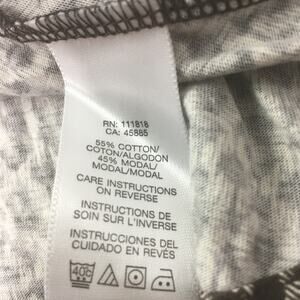 RN: 111818
CA: 45885
55% COTTON/
COTON/ALGODON
45% MODAL/
MODAL/MODAL
CARE INSTRUCTIONS
ON REVERSE
INSTRUCTIONS DE
SOIN SUR L'INVERSE
INSTRUCCIONES DEL
CUIDADO EN REVÉS
40C